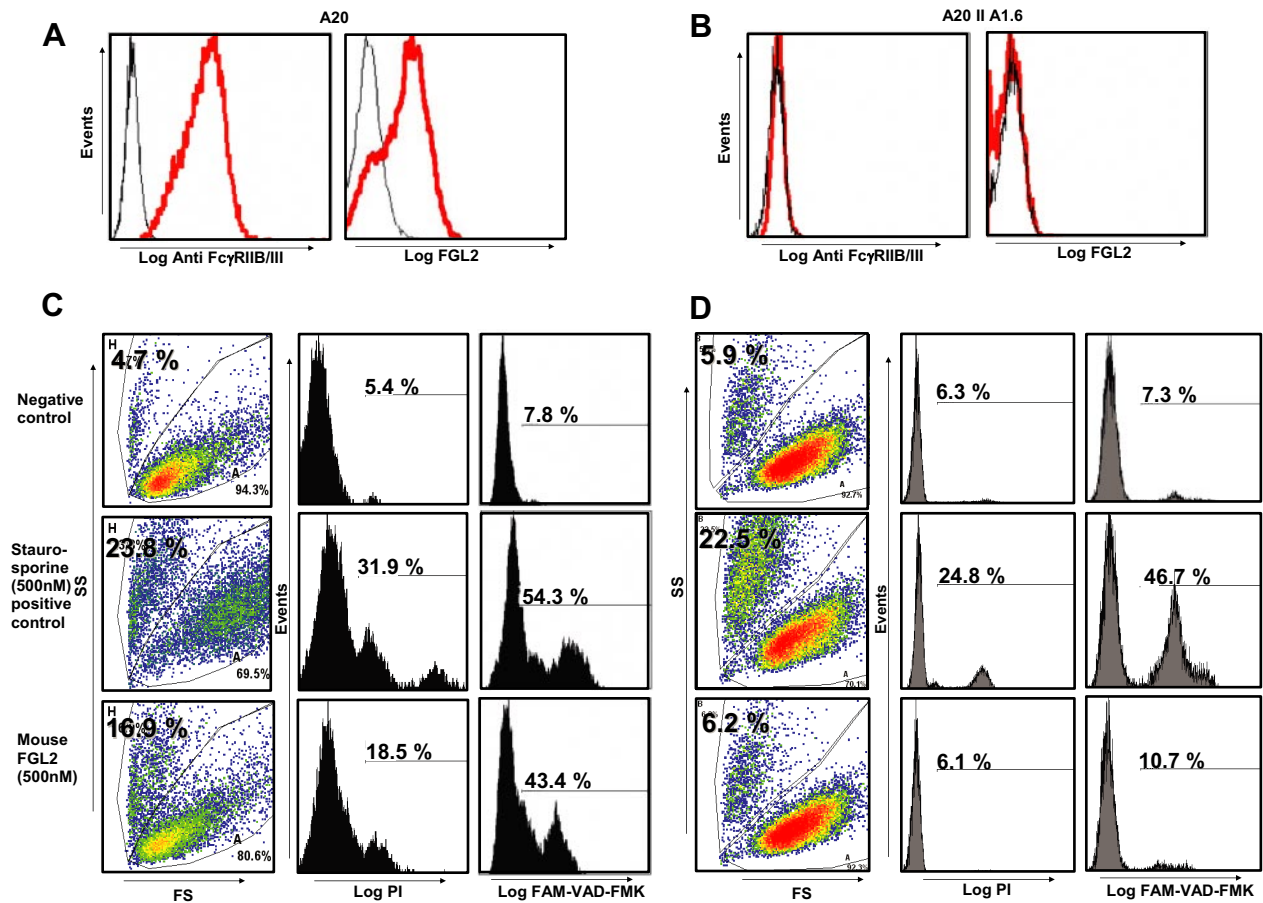 A
A20
Events
Log Anti FcγRIIB/III
Log FGL2
B
A20 II A1.6
Events
Log Anti FcγRIIB/III
Log FGL2
C
Negative
control
Stauro-
sporine
(500nM)
positive
control
Mouse
FGL2
(500nM)
SS
Events
H
4.7 %
A
94.3%
5.4 %
7.8 %
H
23.8 %
A
69.5%
31.9 %
54.3 %
16.9 %
A
80.6%
18.5 %
43.4 %
FS
Log PI
Log FAM-VAD-FMK
D
SS
Events
5.9 %
A
92.7%
6.3 %
7.3 %
B
22.5 %
A
70.1%
24.8 %
46.7 %
B
6.2 %
A
92.3%
6.1 %
10.7 %
FS
Log PI
Log FAM-VAD-FMK